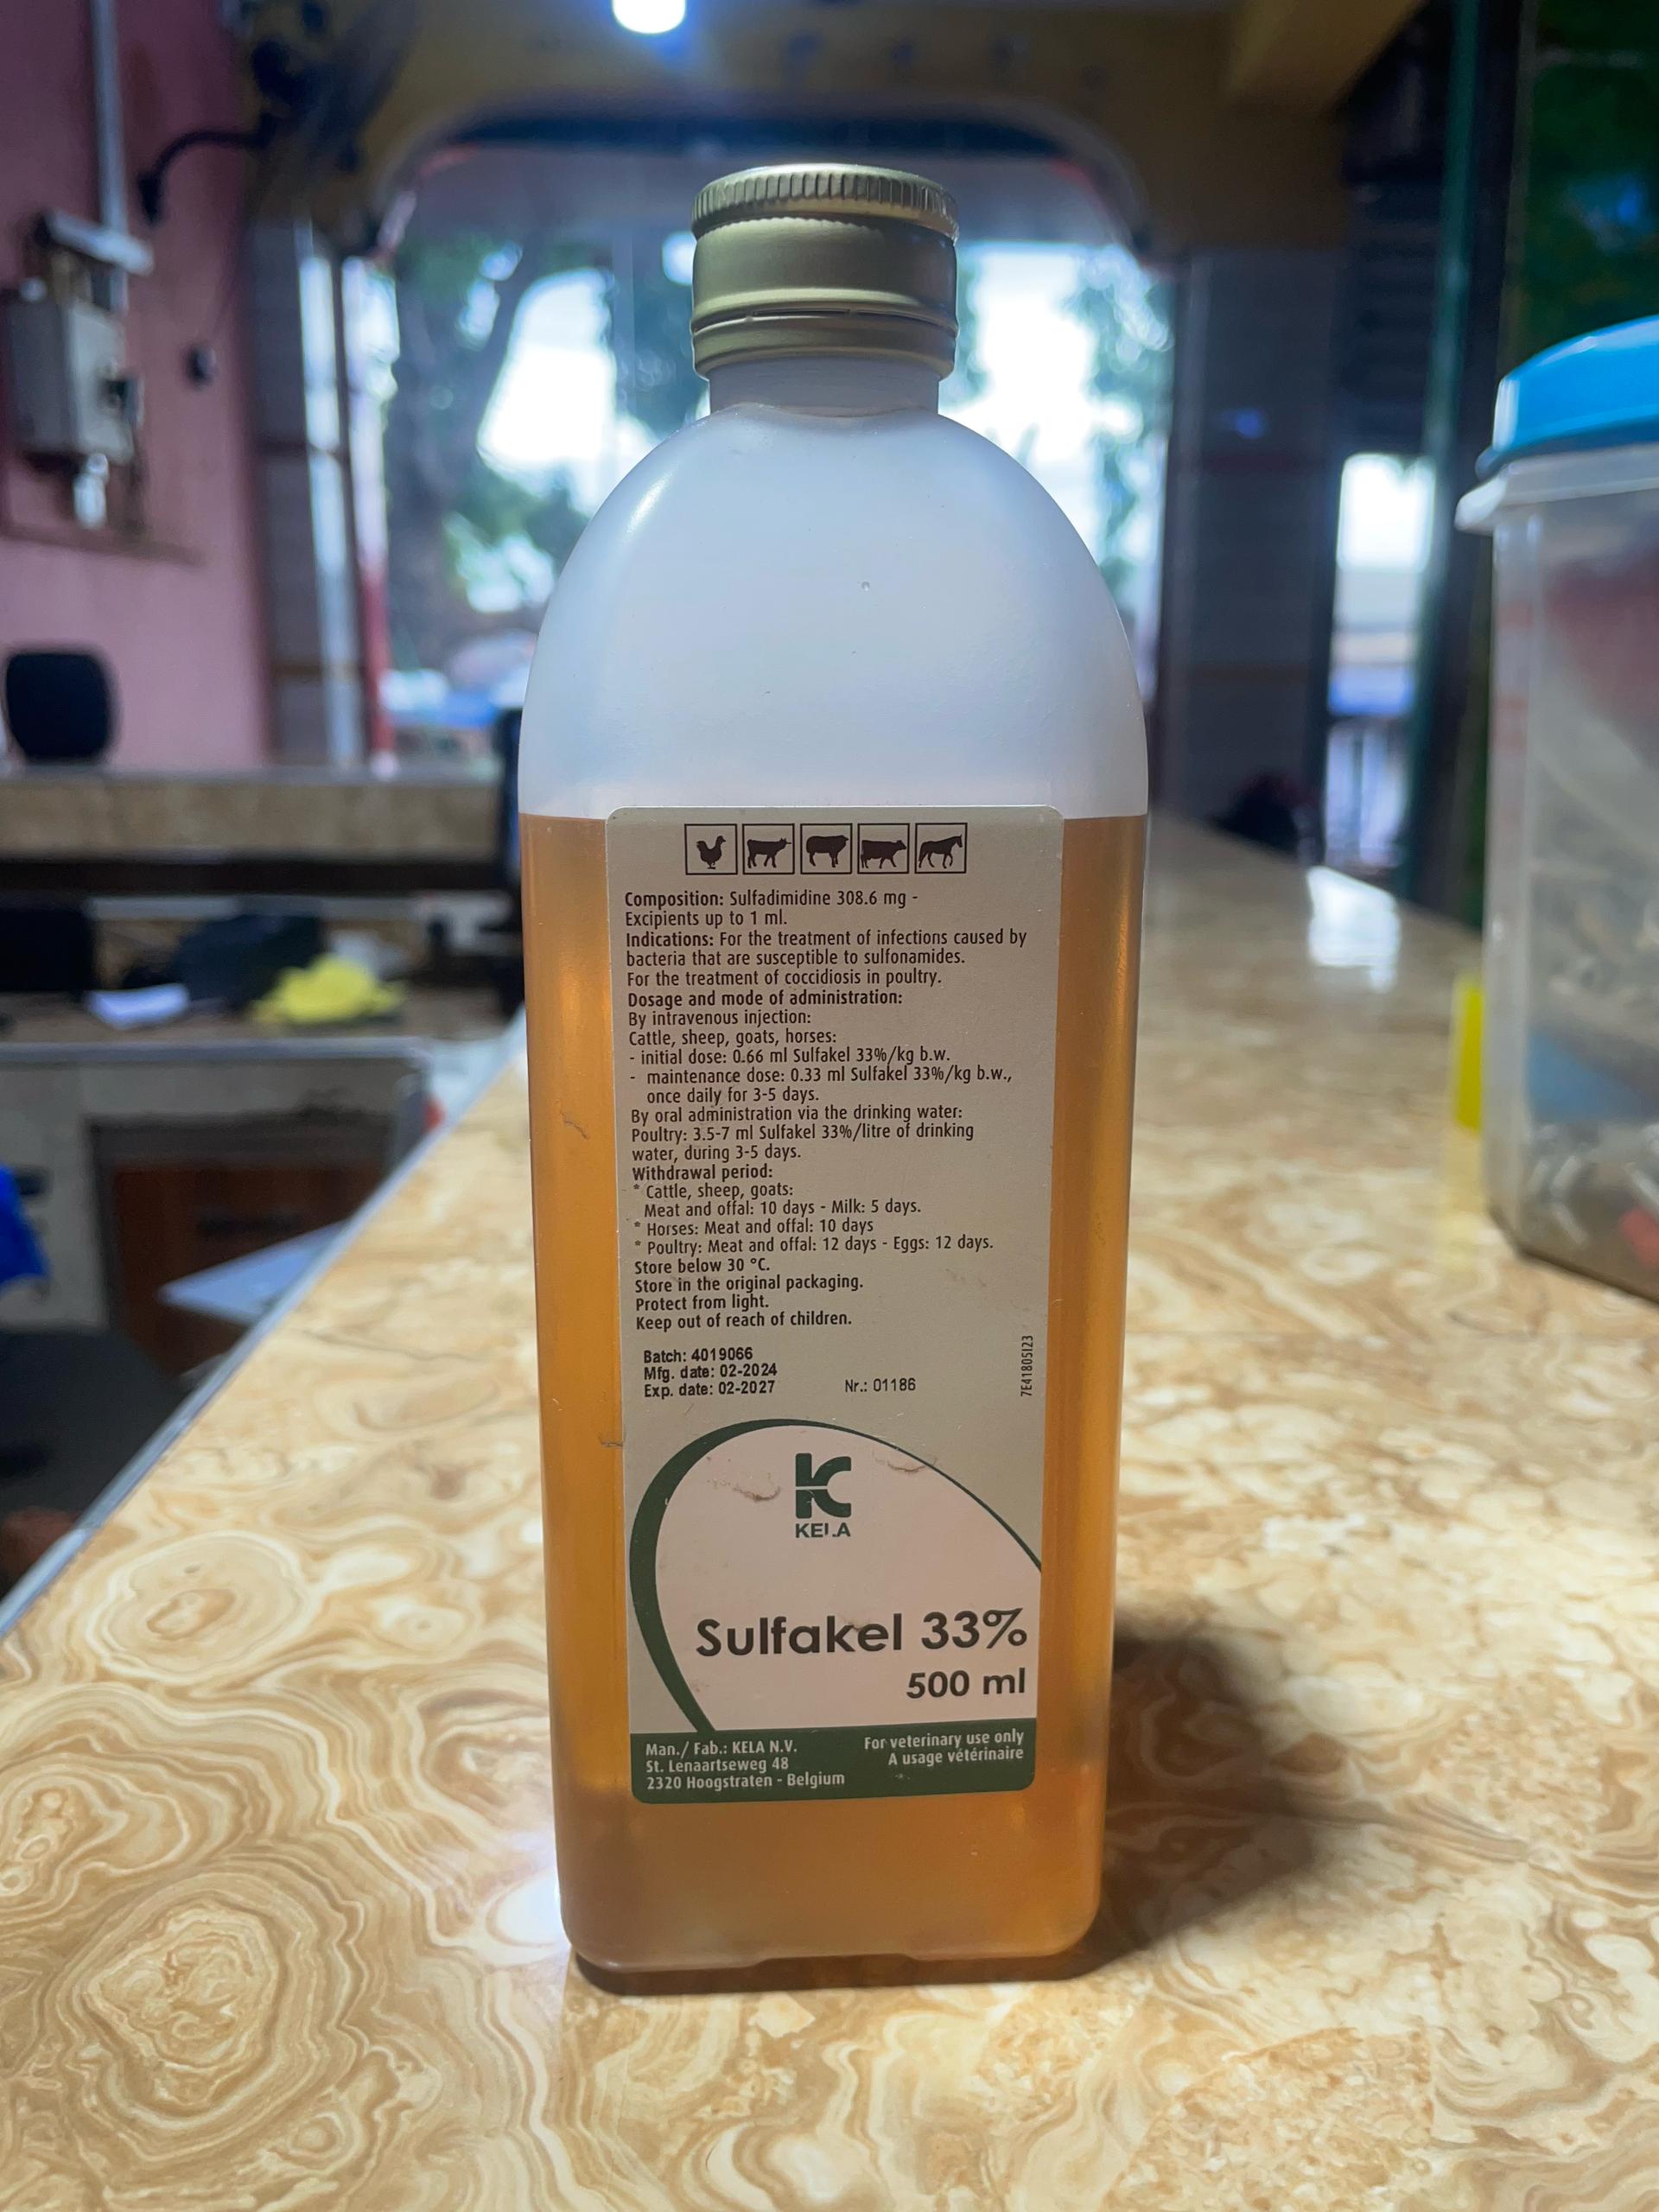 Composition: Sulfadimidine 308.6 mg -
Excipients up to 1 ml.
Indications: For the treatment of infections caused by
bacteria that are susceptible to sulfonamides.
For the treatment of coccidiosis in poultry.
Dosage and mode of administration:
By intravenous injection:
Cattle, sheep, goats, horses:
- initial dose: 0.66 ml Sulfakel 33%/kg b.w.
- maintenance dose: 0.33 ml Sulfakel 33%/kg b.w.,
once daily for 3-5 days.
By oral administration via the drinking water:
Poultry: 3.5-7 ml Sulfakel 33%/litre of drinking
water, during 3-5 days.
Withdrawal period:
* Cattle, sheep, goats:
Meat and offal: 10 days - Milk: 5 days.
* Horses: Meat and offal: 10 days
* Poultry: Meat and offal: 12 days - Eggs: 12 days.
Store below 30 °C.
Store in the original packaging.
Protect from light.
Keep out of reach of children.
Batch: 4019066
Mfg. date: 02-2024
Exp. date: 02-2027
Nr.: 01186
7E41805123
KELA
Sulfakel 33%
500 ml
Man./ Fab.: KELA N.V.
St. Lenaartseweg 48
2320 Hoogstraten - Belgium
For veterinary use only
A usage vétérinaire